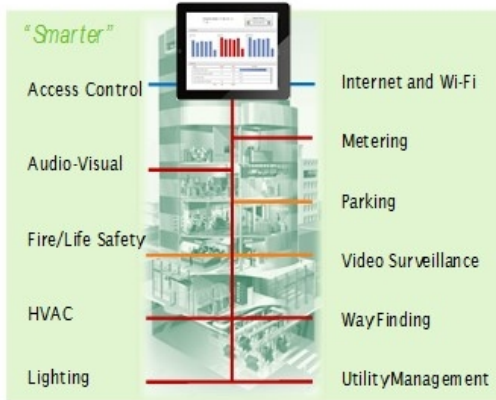 "Smarter"
Access Control
Audio-Visual
Fire/Life Safety
HVAC
Lighting
Internet and Wi-Fi
Metering
Parking
Video Surveillance
WayFinding
UtilityManagement